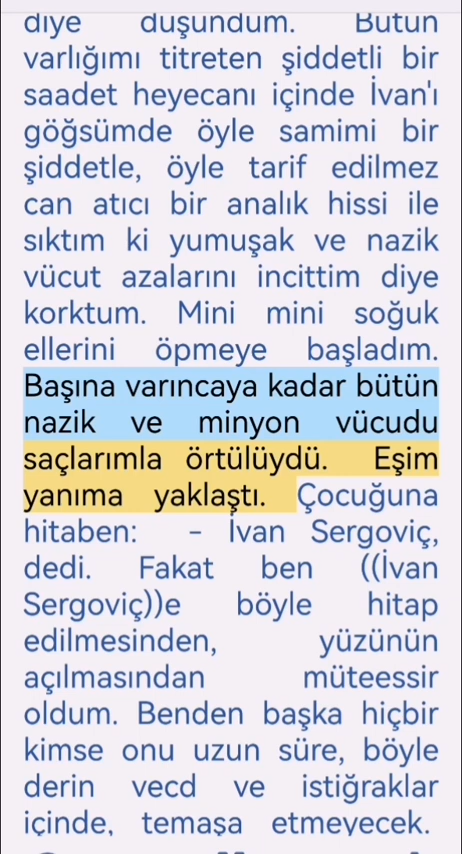 diye düşündüm. Bütün
varlığımı titreten şiddetli bir
saadet heyecanı içinde İvan'ı
göğsümde öyle samimi bir
şiddetle, öyle tarif edilmez
can atıcı bir analık hissi ile
sıktım ki yumuşak ve nazik
vücut azalarını incittim diye
korktum. Mini mini soğuk
ellerini öpmeye başladım.
Başına varıncaya kadar bütün
nazik ve minyon vücudu
saçlarımla örtülüydü. Eşim
yanıma yaklaştı. Çocuğuna
hitaben: - İvan Sergoviç,
dedi. Fakat ben ((İvan
Sergoviç))e böyle hitap
edilmesinden, yüzünün
açılmasından müteessir
oldum. Benden başka hiçbir
kimse onu uzun süre, böyle
derin vecd ve istiğraklar
içinde, temaşa etmeyecek.